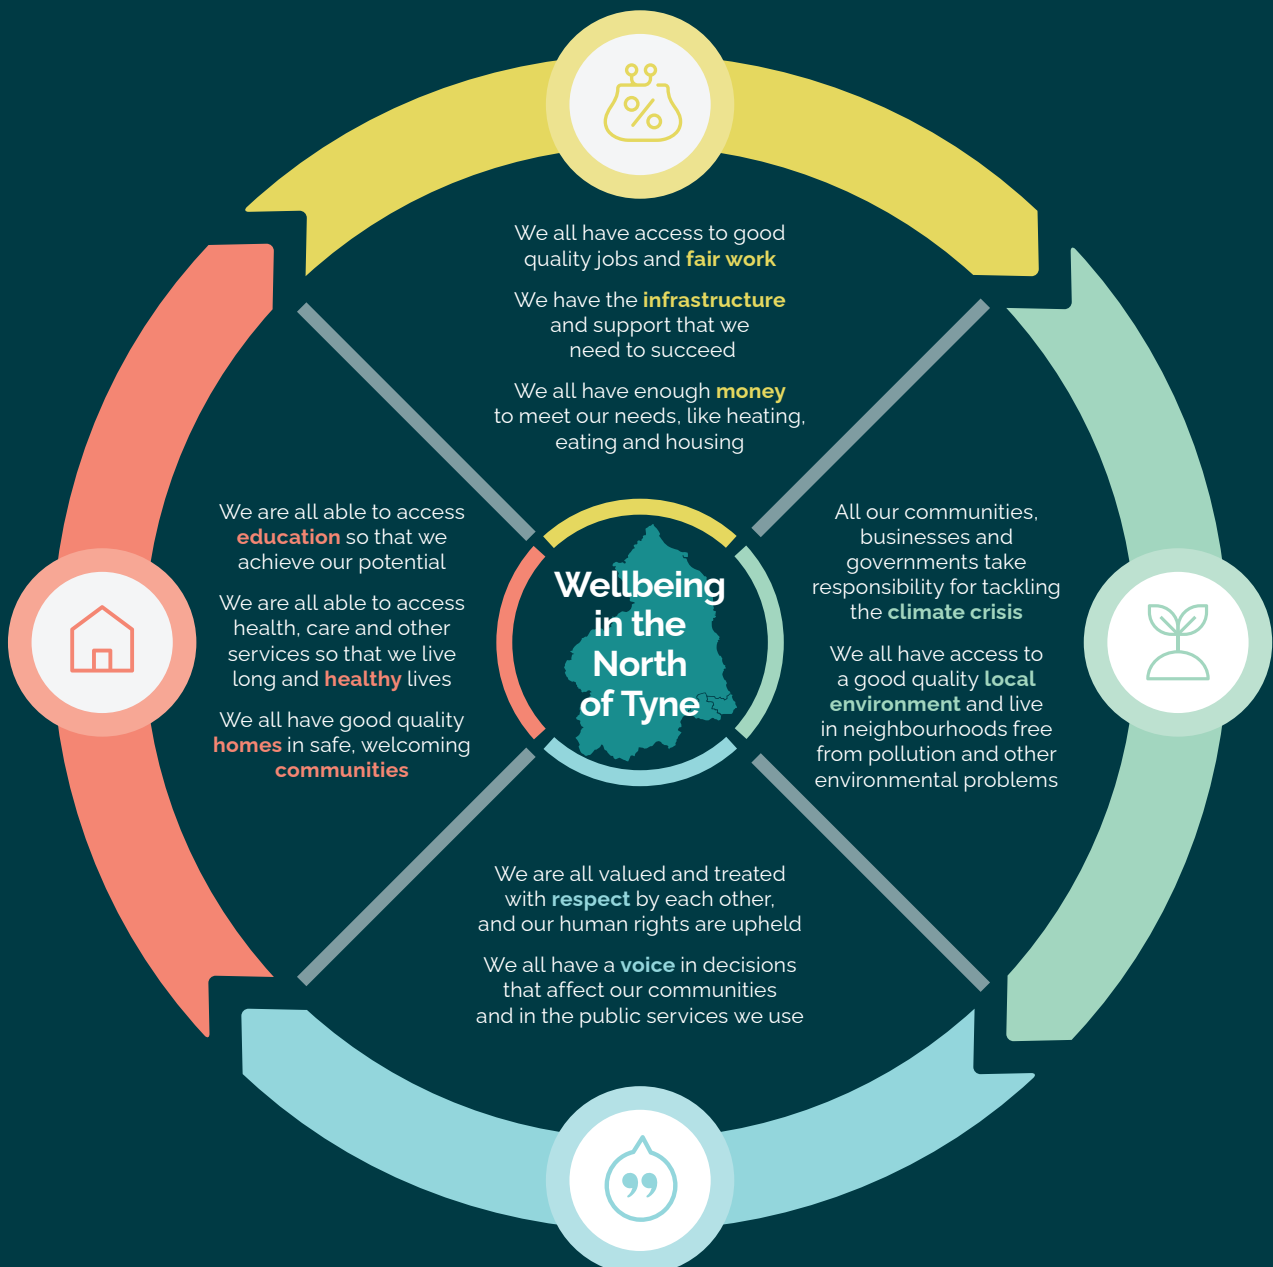 We all have access to good
quality jobs and fair work
We have the infrastructure
and support that we
need to succeed
We all have enough money
to meet our needs, like heating,
eating and housing
We are all able to access
education so that we
achieve our potential
We are all able to access
health, care and other
services so that we live
long and healthy lives
We all have good quality
homes in safe, welcoming
communities
Wellbeing
in the
North
of Tyne
All our communities,
businesses and
governments take
responsibility for tackling
the climate crisis
We all have access to
a good quality local
environment and live
in neighbourhoods free
from pollution and other
environmental problems
We are all valued and treated
with respect by each other,
and our human rights are upheld
We all have a voice in decisions
that affect our communities
and in the public services we use